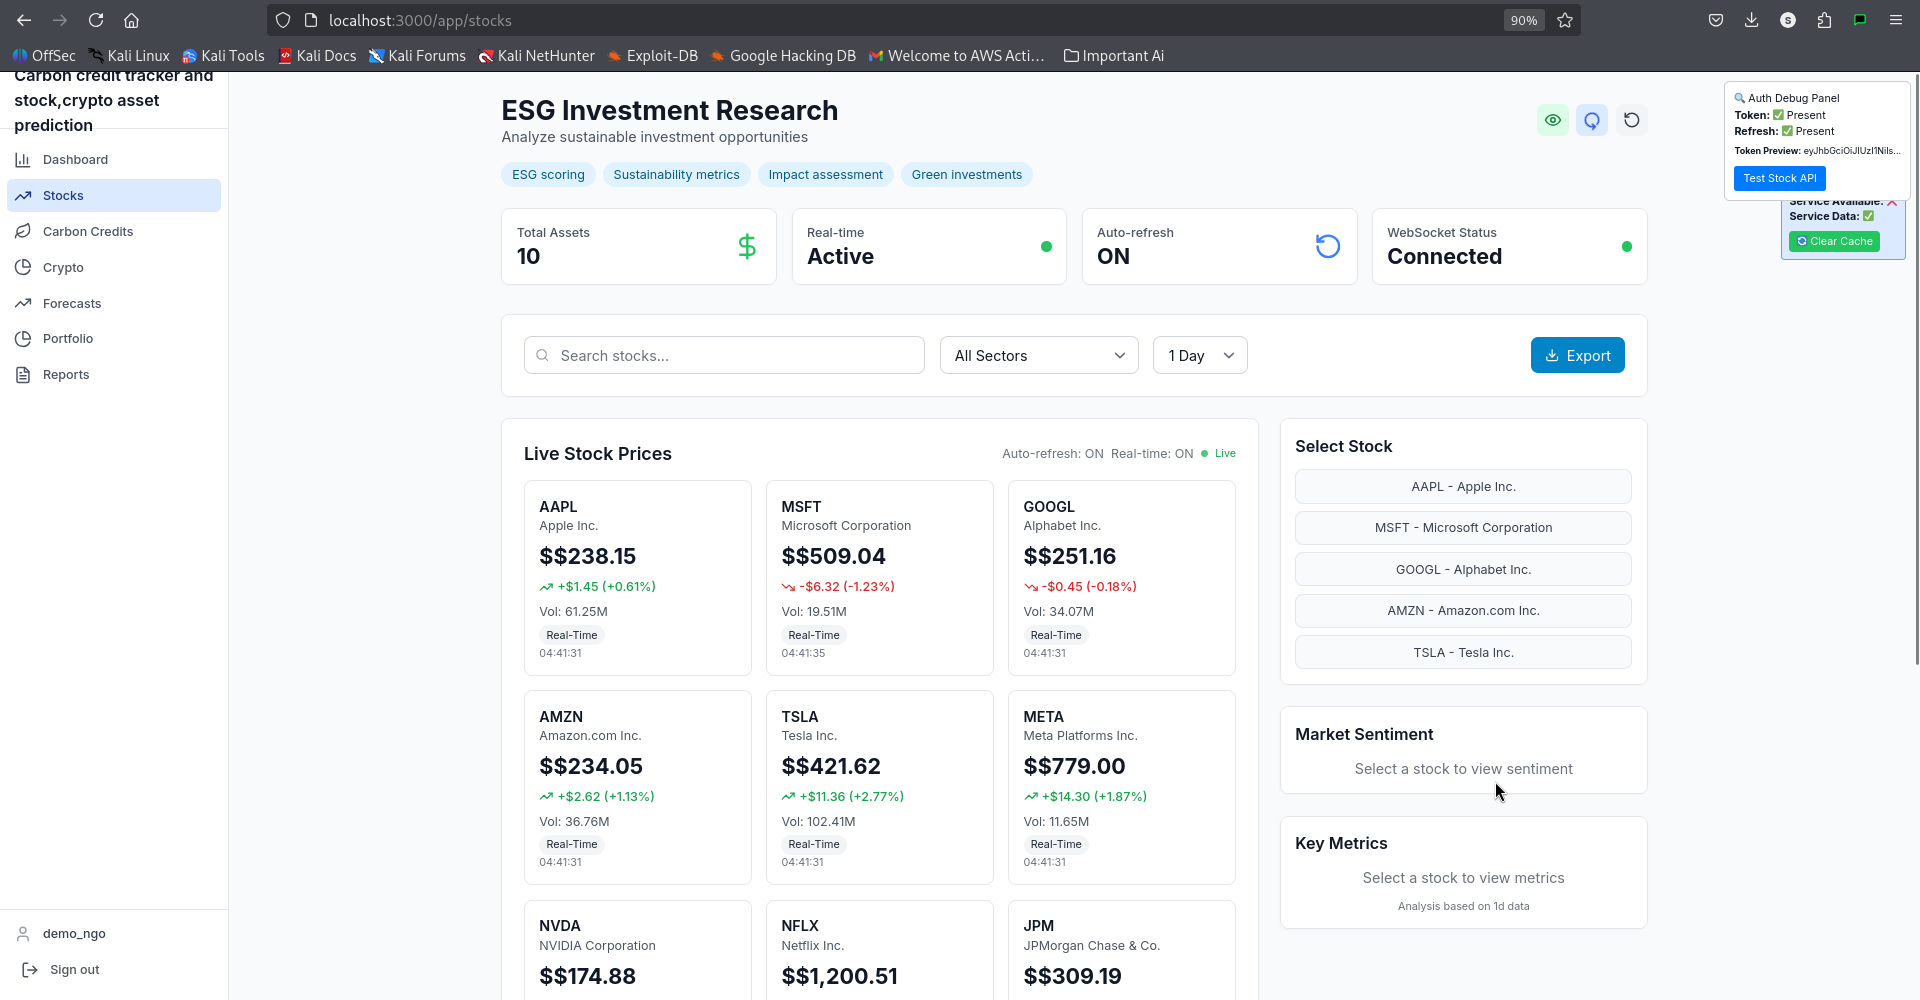 localhost:3000/app/stocks
90%
S
OffSec
Kali Linux
Kali Tools
Kali Docs
Kali Forums
Kali NetHunter
Exploit-DB
Google Hacking DB
Welcome to AWS Acti…
Important Ai
Carbon credit tracker and
stock,crypto asset
prediction
Dashboard
Stocks
Carbon Credits
Crypto
Forecasts
Portfolio
Reports
demo_ngo
Sign out
ESG Investment Research
Analyze sustainable investment opportunities
ESG scoring
Sustainability metrics
Impact assessment
Green investments
Total Assets
10
Real-time
Active
Auto-refresh
ON
WebSocket Status
Connected
Search stocks...
All Sectors
1 Day
Export
Live Stock Prices
Auto-refresh: ON Real-time: ON Live
AAPL
Apple Inc.
$$238.15
+$1.45 (+0.61%)
Vol: 61.25M
Real-Time
04:41:31
MSFT
Microsoft Corporation
$$509.04
-$6.32 (-1.23%)
Vol: 19.51M
Real-Time
04:41:35
GOOGL
Alphabet Inc.
$$251.16
-$0.45 (-0.18%)
Vol: 34.07M
Real-Time
04:41:31
AMZN
Amazon.com Inc.
$$234.05
+$2.62 (+1.13%)
Vol: 36.76M
Real-Time
04:41:31
TSLA
Tesla Inc.
$$421.62
+$11.36 (+2.77%)
Vol: 102.41M
Real-Time
04:41:31
META
Meta Platforms Inc.
$$779.00
+$14.30 (+1.87%)
Vol: 11.65M
Real-Time
04:41:31
NVDA
NVIDIA Corporation
$$174.88
NFLX
Netflix Inc.
$$1,200.51
JPM
JPMorgan Chase & Co.
$$309.19
Select Stock
AAPL - Apple Inc.
MSFT - Microsoft Corporation
GOOGL - Alphabet Inc.
AMZN - Amazon.com Inc.
TSLA - Tesla Inc.
Market Sentiment
Select a stock to view sentiment
Key Metrics
Select a stock to view metrics
Analysis based on 1d data
Auth Debug Panel
Token: ✅ Present
Refresh: ✅ Present
Token Preview:
Test Stock API
Service Available:
Service Data: ✅
Clear Cache